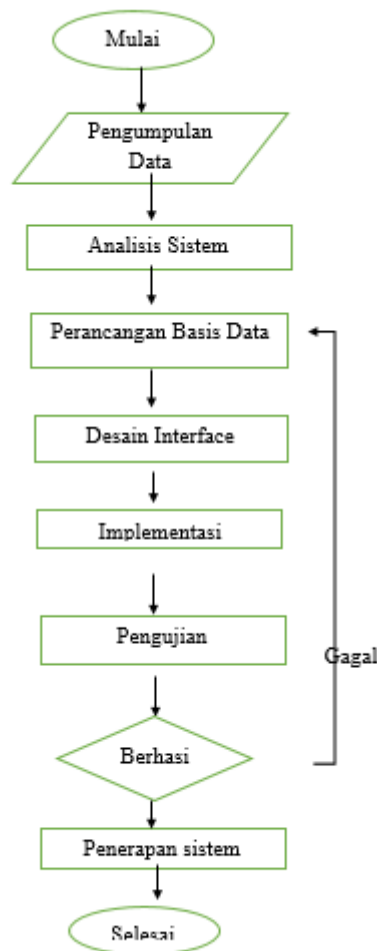 Mulai
Pengumpulan
Data
Analisis Sistem
Perancangan Basis Data
Desain Interface
Implementasi
Pengujian
Gagal
Berhasi
Penerapan sistem
Selesai